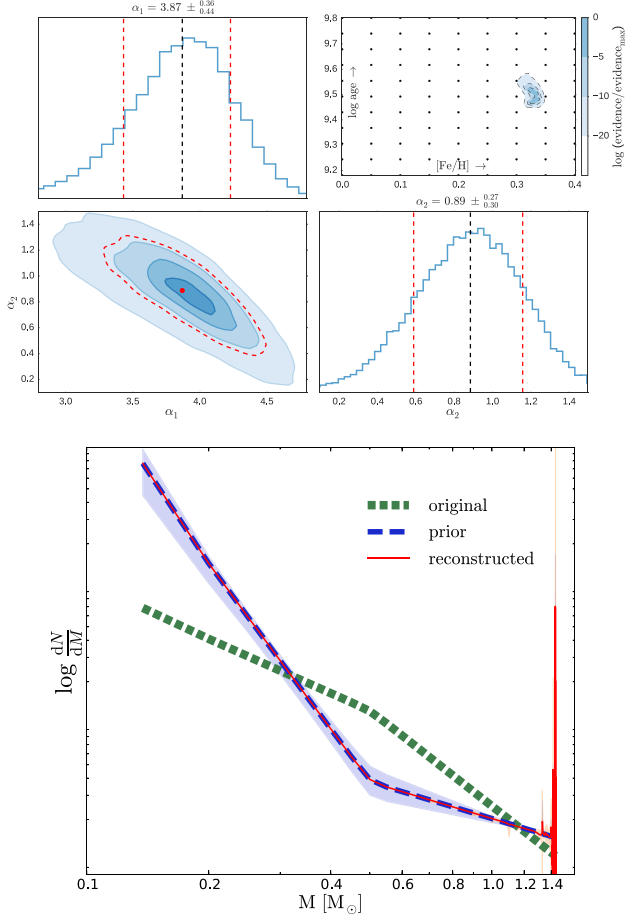 α₁ = 3.87 ± 0.36 0.44
9,8
9,7
9,6
9,5
9,4
9,3
9,2
log age →
[Fe/H] →
0.0 0.1 0.2 0.3 0.4
0
−5
−10
−20
log (evidence/evidence_max)
α₂ = 0.89 ± 0.27 0.30
1.4
1.2
1.0
0.8
0.6
0.4
0.2
α₂
3,0 3,5 4,0 4,5
α₁
0.2 0.4 0.6 0.8 1.0 1.2 1.4
α₂
original
prior
reconstructed
log dN/dM
0.1 0.2 0.4 0.6 0.8 1.0 1.2 1.4
M [M⊙]